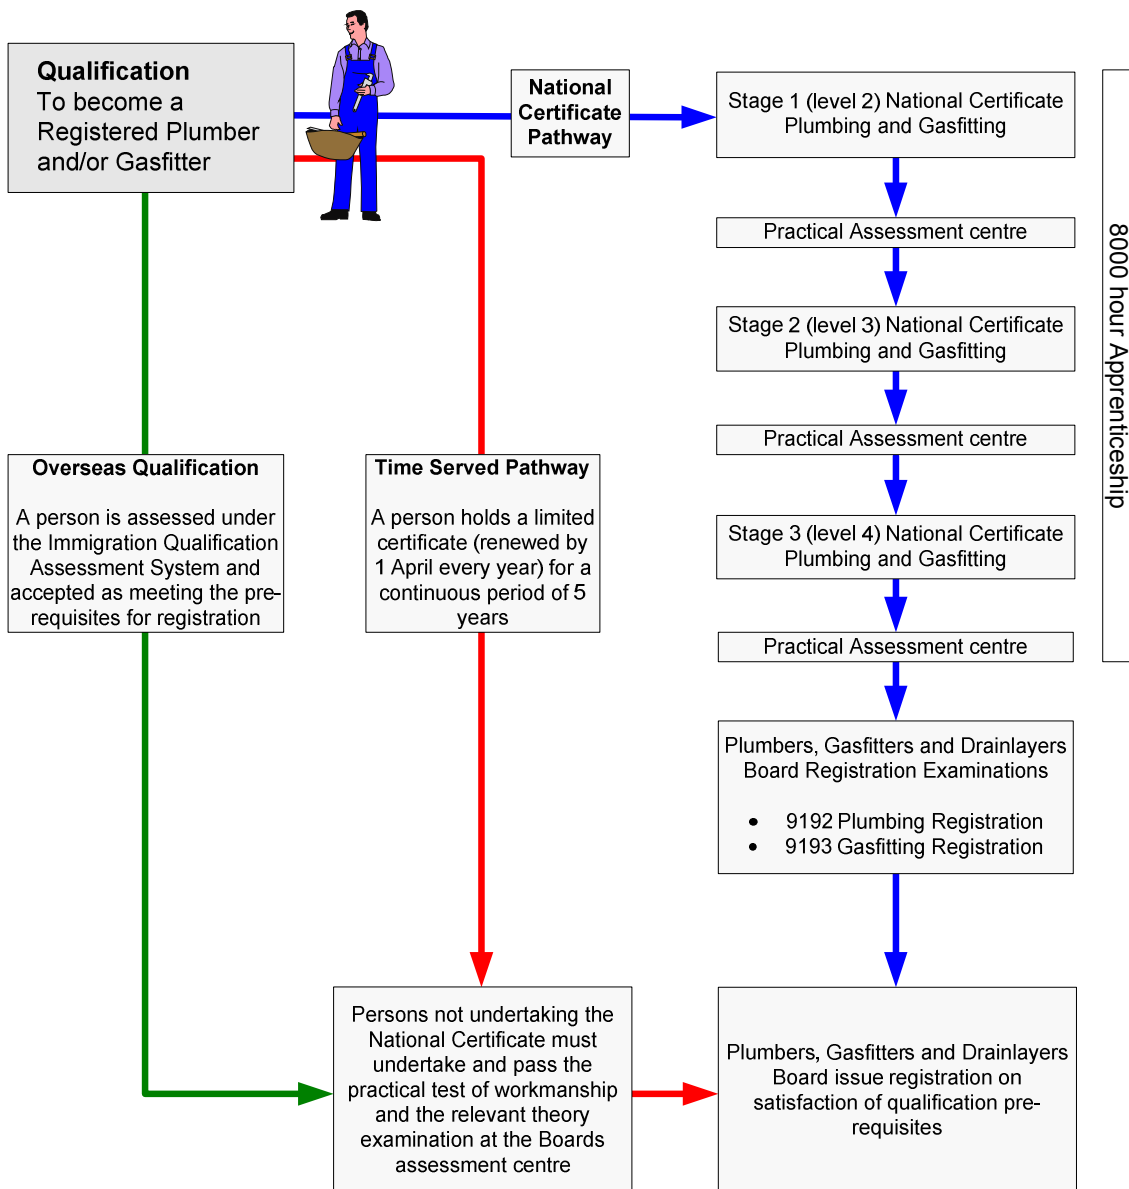 Qualification
To become a
Registered Plumber
and/or Gasfitter
National
Certificate
Pathway
Stage 1 (level 2) National Certificate
Plumbing and Gasfitting
Practical Assessment centre
Stage 2 (level 3) National Certificate
Plumbing and Gasfitting
Practical Assessment centre
Stage 3 (level 4) National Certificate
Plumbing and Gasfitting
Practical Assessment centre
8000 hour Apprenticeship
Overseas Qualification
A person is assessed under
the Immigration Qualification
Assessment System and
accepted as meeting the pre-
requisites for registration
Time Served Pathway
A person holds a limited
certificate (renewed by
1 April every year) for a
continuous period of 5
years
Plumbers, Gasfitters and Drainlayers
Board Registration Examinations
• 9192 Plumbing Registration
• 9193 Gasfitting Registration
Persons not undertaking the
National Certificate must
undertake and pass the
practical test of workmanship
and the relevant theory
examination at the Boards
assessment centre
Plumbers, Gasfitters and Drainlayers
Board issue registration on
satisfaction of qualification pre-
requisites